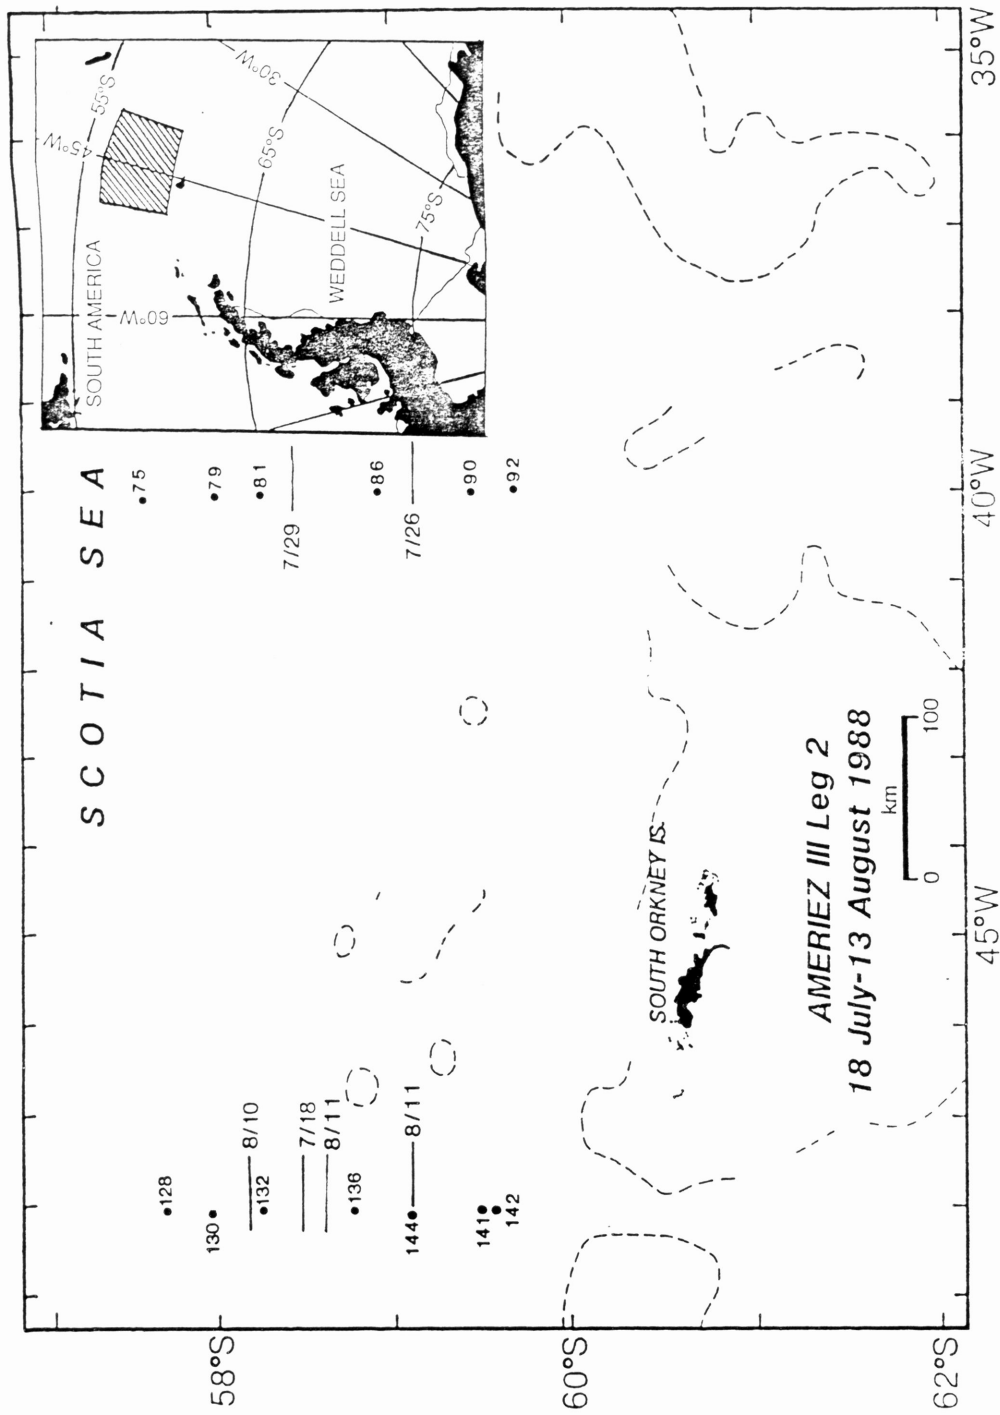 SCOTIA SEA
SOUTH AMERICA
WEDDELL SEA
60°W
45°W
30°W
55°S
65°S
75°S
128
130
8/10
132
7/18
8/11
136
8/11
144
141
142
75
79
81
7/29
86
7/26
90
92
SOUTH ORKNEY IS.
AMERIEZ III Leg 2
18 July-13 August 1988
km
0 100
58°S
60°S
62°S
45°W
40°W
35°W